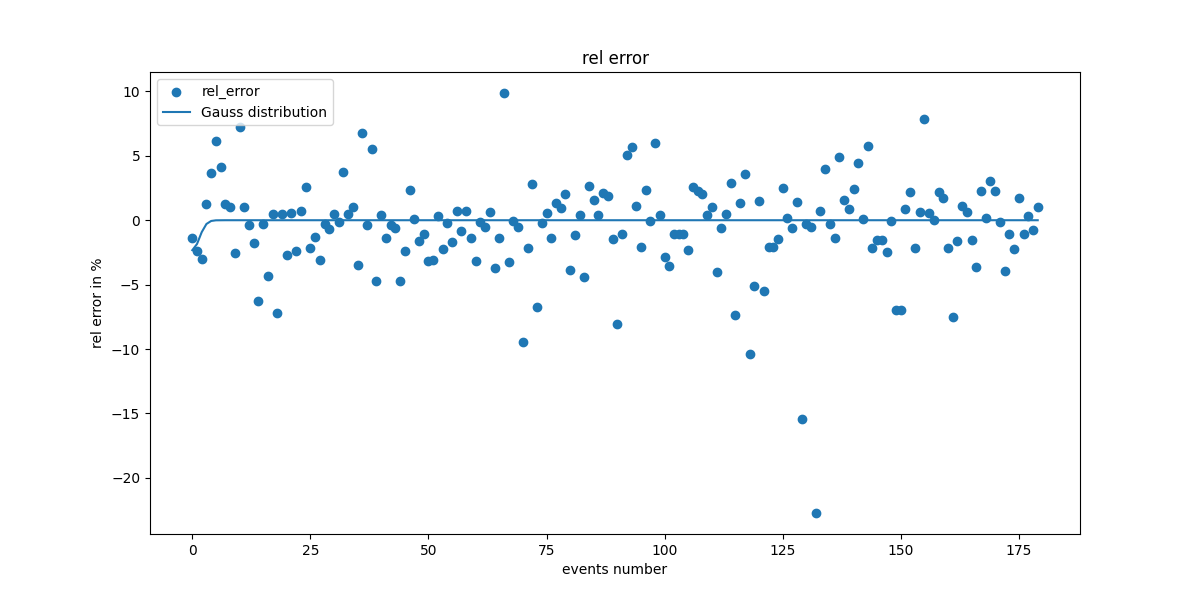 rel error
rel_error
Gauss distribution
10
5
0
−5
−10
−15
−20
rel error in %
0 25 50 75 100 125 150 175
events number